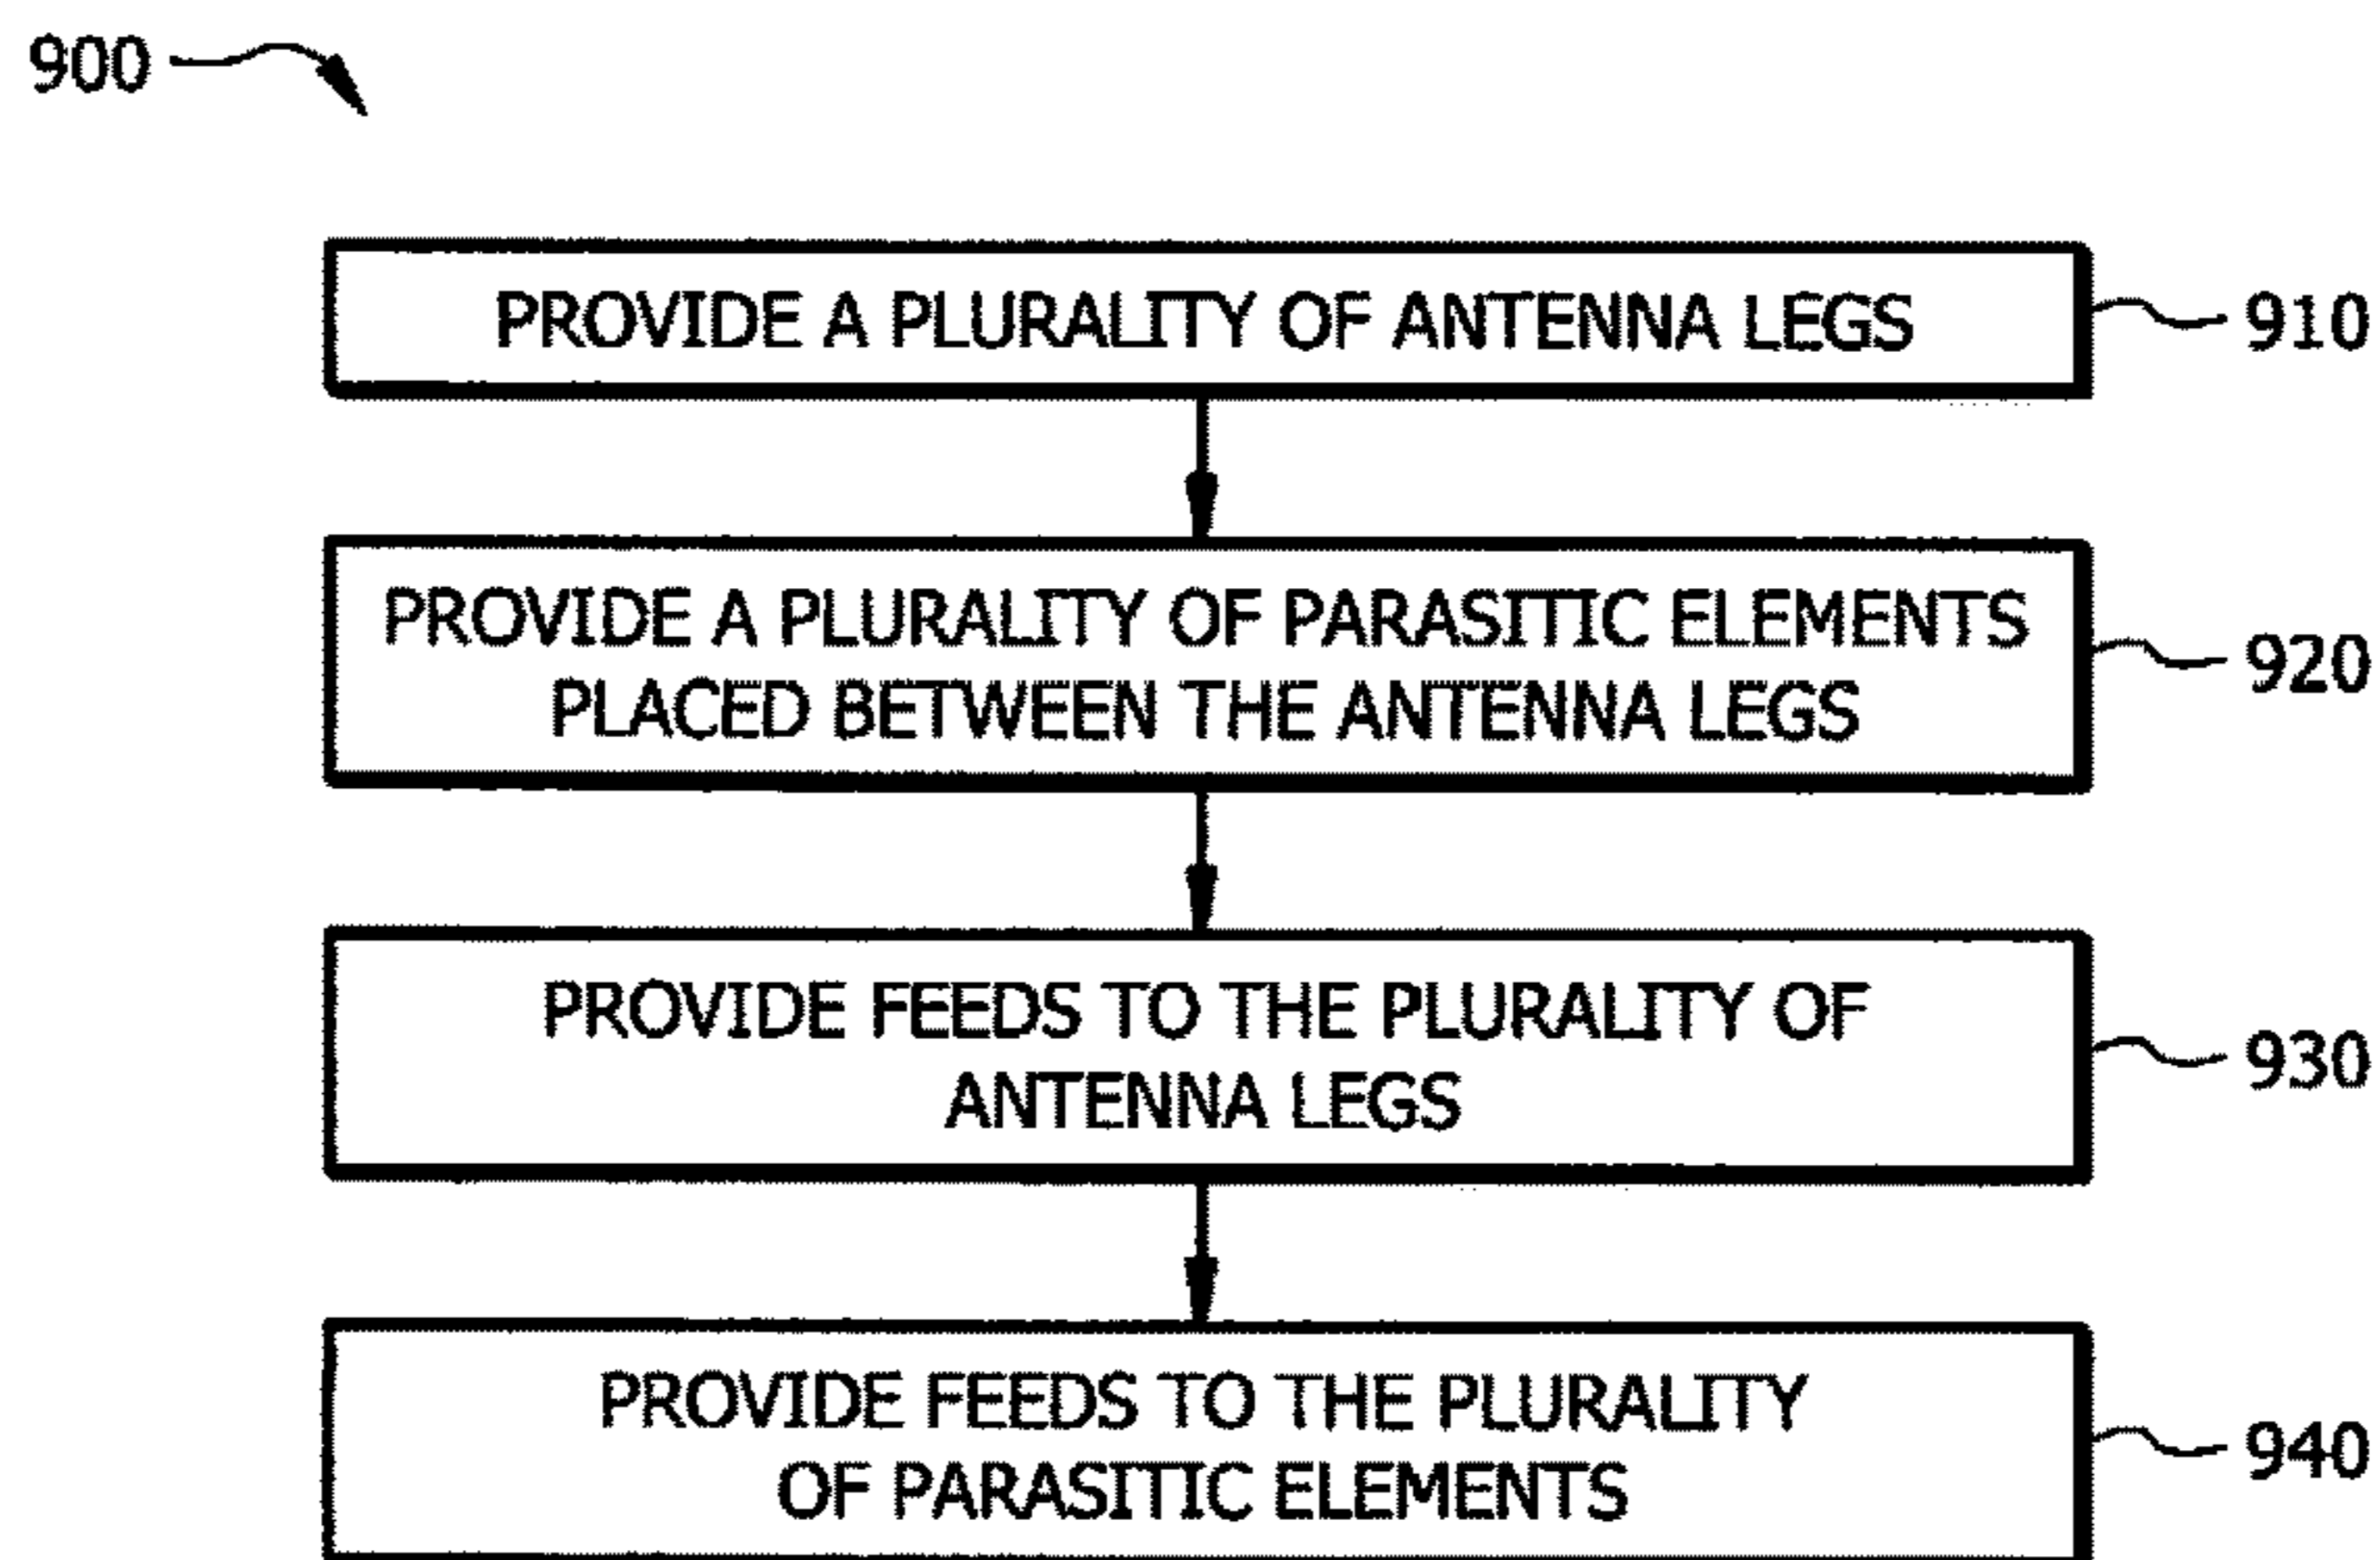 900
PROVIDE A PLURALITY OF ANTENNA LEGS
910
PROVIDE A PLURALITY OF PARASITIC ELEMENTS
PLACED BETWEEN THE ANTENNA LEGS
920
PROVIDE FEEDS TO THE PLURALITY OF
ANTENNA LEGS
930
PROVIDE FEEDS TO THE PLURALITY
OF PARASITIC ELEMENTS
940